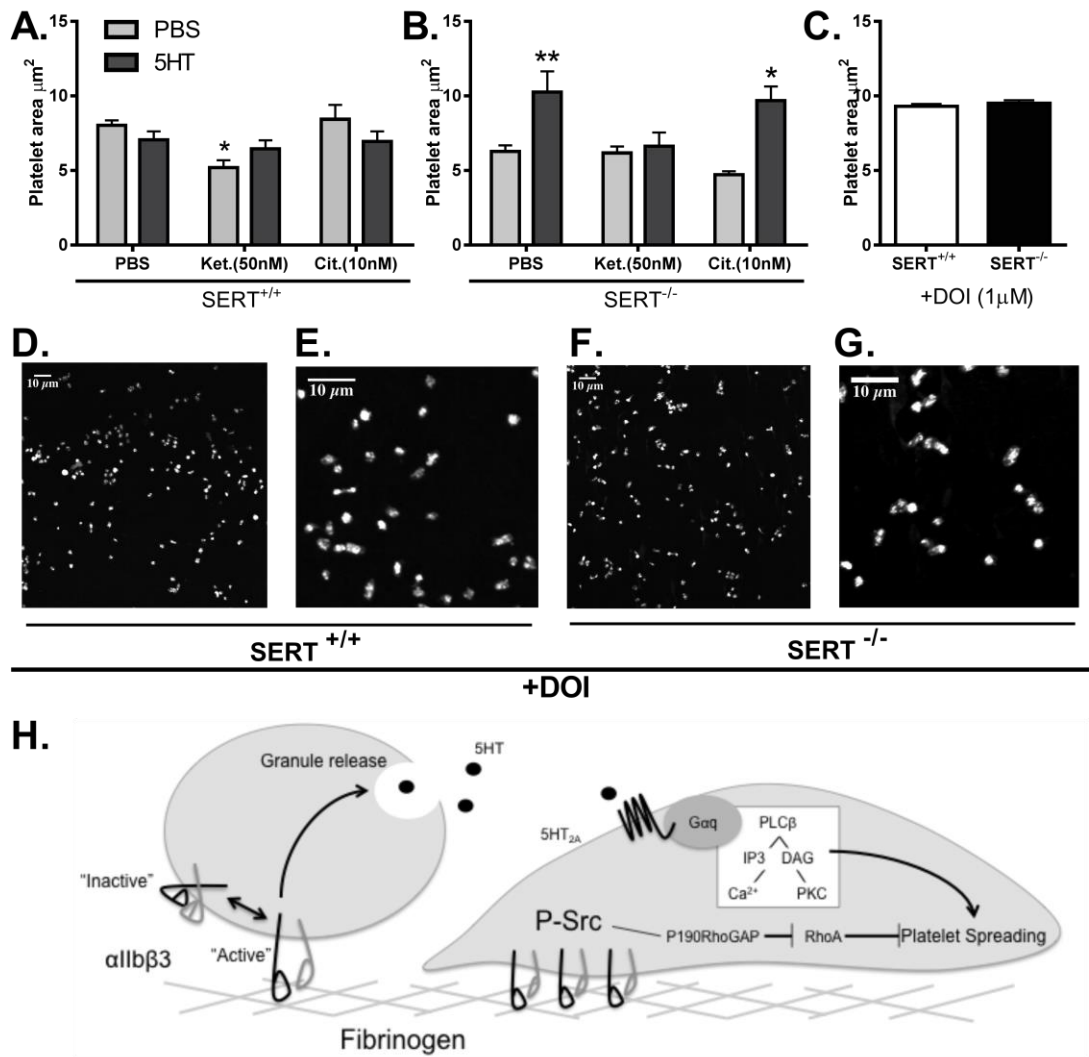 A.
PBS
5HT
Platelet area μm²
15
10
5
0
*
PBS
Ket.(50nM)
Cit.(10nM)
SERT+/+
B.
Platelet area μm²
15
10
5
0
**
*
PBS
Ket.(50nM)
Cit.(10nM)
SERT-/-
C.
Platelet area μm²
15
10
5
0
SERT+/+
SERT-/-
+DOI (1μM)
D.
10 μm
E.
10 μm
F.
10 μm
G.
10 μm
SERT +/+
SERT -/-
+DOI
H.
Granule release
5HT
"Inactive"
"Active"
αIIbβ3
Fibrinogen
5HT2A
Gαq
PLCβ
IP3 DAG
Ca²⁺ PKC
P-Src
P190RhoGAP
RhoA
Platelet Spreading